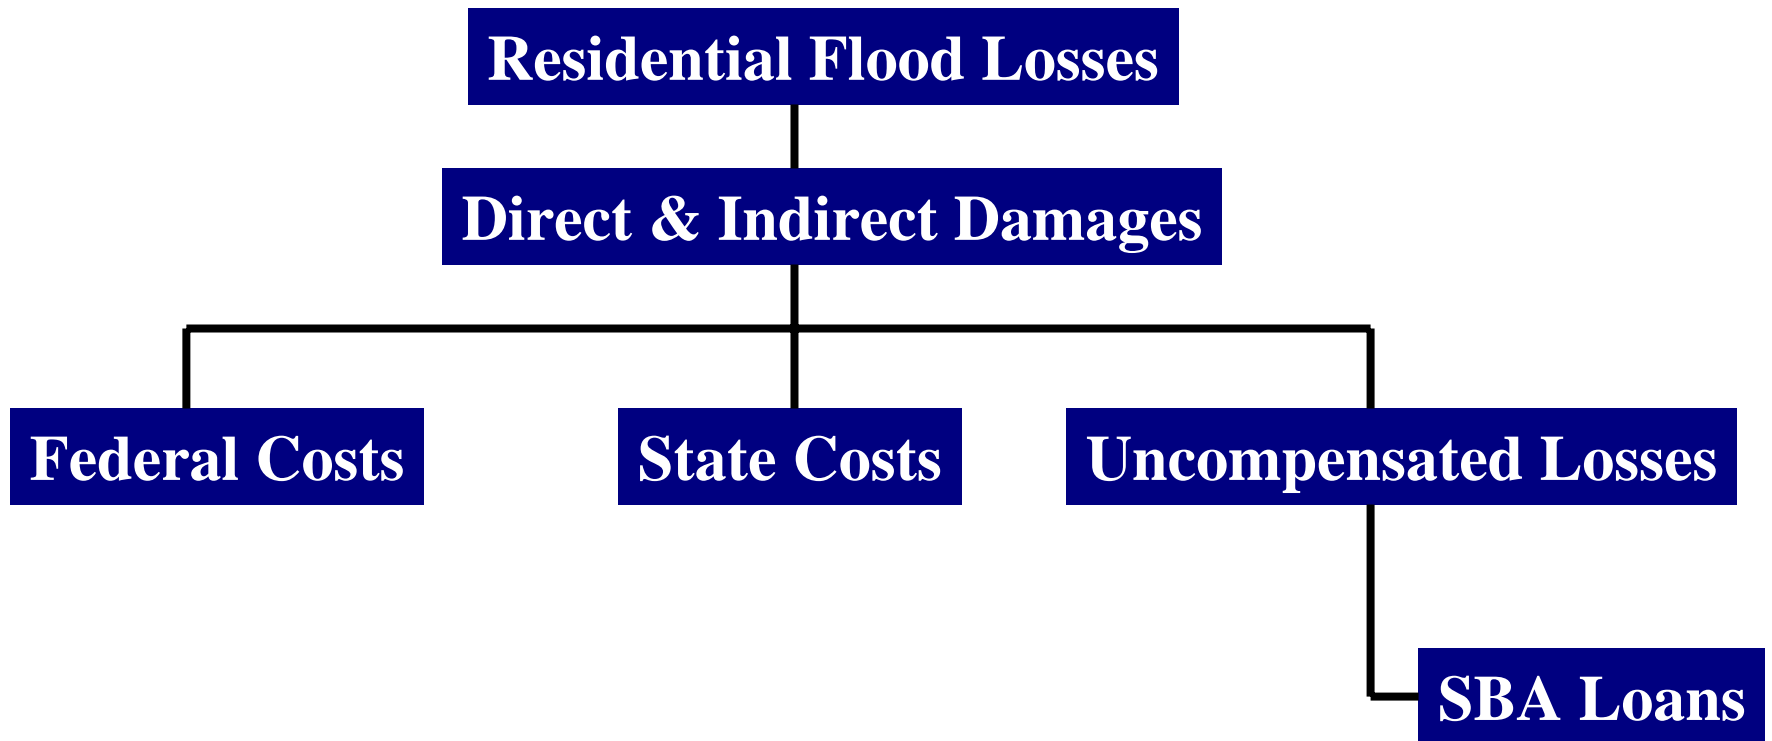 Residential Flood Losses
Direct & Indirect Damages
Federal Costs
State Costs
Uncompensated Losses
SBA Loans